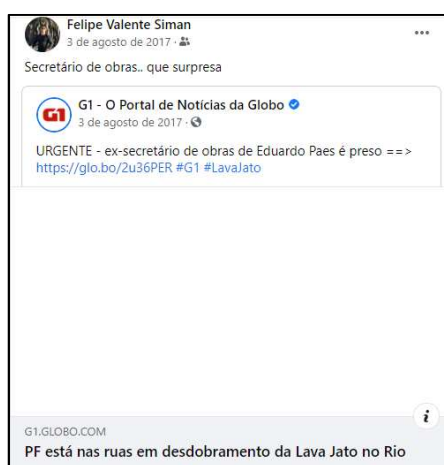 Felipe Valente Siman
3 de agosto de 2017 ·
Secretário de obras.. que surpresa
G1
G1 - O Portal de Notícias da Globo
3 de agosto de 2017 ·
URGENTE - ex-secretário de obras de Eduardo Paes é preso ==>
https://glo.bo/2u36PER #G1 #LavaJato
i
G1.GLOBO.COM
PF está nas ruas em desdobramento da Lava Jato no Rio